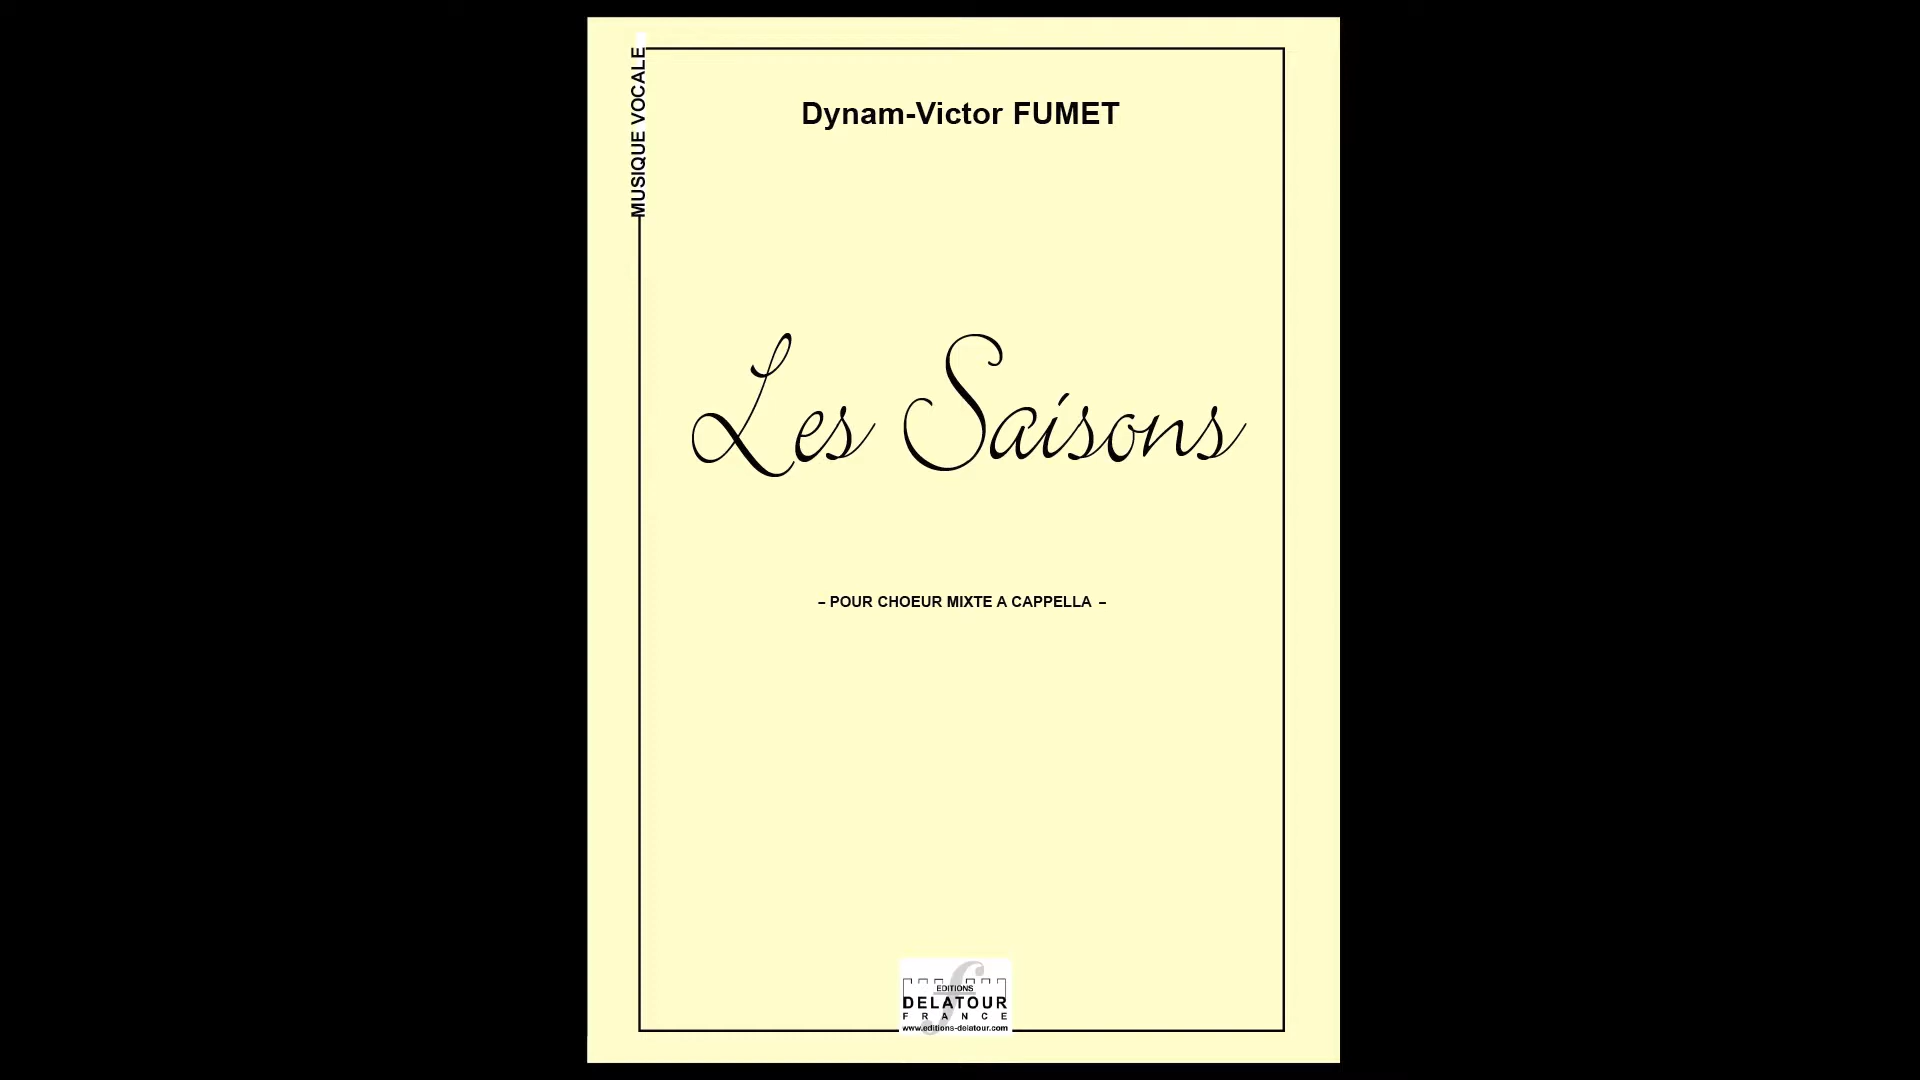 MUSIQUE VOCALE
Dynam-Victor FUMET
Les Saisons
– POUR CHOEUR MIXTE A CAPPELLA –
EDITIONS
DELATOUR
FRANCE
www.editions-delatour.com